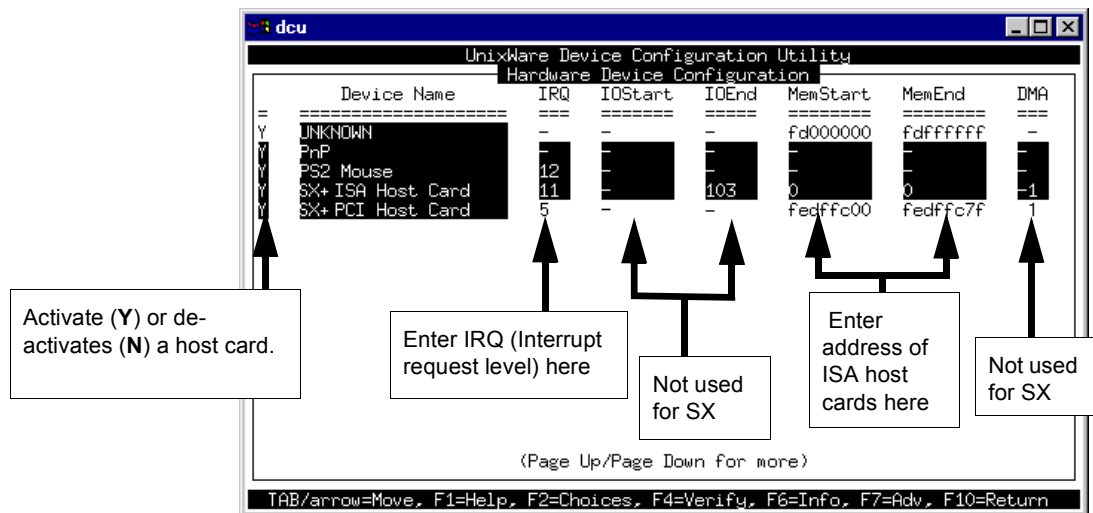 dcu
UnixWare Device Configuration Utility
Hardware Device Configuration
Device Name IRQ IOStart IOEnd MemStart MemEnd DMA
= ==================== === ======= ===== ======== ======== ===
Y UNKNOWN - - - fd000000 fdffffff -
Y PnP - - - - - -
Y PS2 Mouse 12 - - - - -
Y SX+ISA Host Card 11 - 103 0 0 -1
Y SX+ PCI Host Card 5 - - fedffc00 fedffc7f 1
Activate (Y) or de-
activates (N) a host card.
Enter IRQ (Interrupt
request level) here
Not used
for SX
Enter
address of
ISA host
cards here
Not used
for SX
(Page Up/Page Down for more)
TAB/arrow=Move, F1=Help, F2=Choices, F4=Verify, F6=Info, F7=Adv, F10=Return